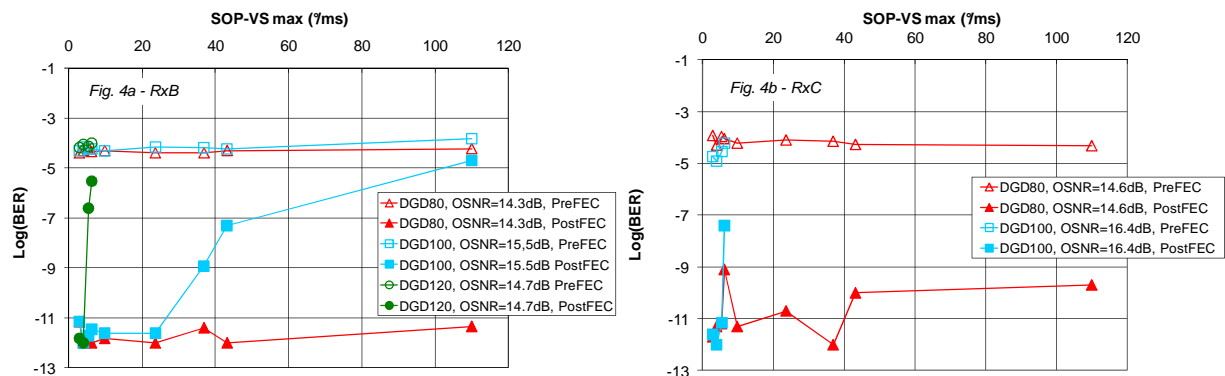 SOP-VS max (°/ms)
0 20 40 60 80 100 120
-1
-3
-5
-7
-9
-11
-13
Log(BER)
Fig. 4a - RxB
DGD80, OSNR=14.3dB, PreFEC
DGD80, OSNR=14.3dB, PostFEC
DGD100, OSNR=15,5dB, PreFEC
DGD100, OSNR=15.5dB PostFEC
DGD120, OSNR=14.7dB PreFEC
DGD120, OSNR=14.7dB, PostFEC
SOP-VS max (°/ms)
0 20 40 60 80 100 120
-1
-3
-5
-7
-9
-11
-13
Log(BER)
Fig. 4b - RxC
DGD80, OSNR=14.6dB, PreFEC
DGD80, OSNR=14.6dB, PostFEC
DGD100, OSNR=16.4dB, PreFEC
DGD100, OSNR=16.4dB, PostFEC